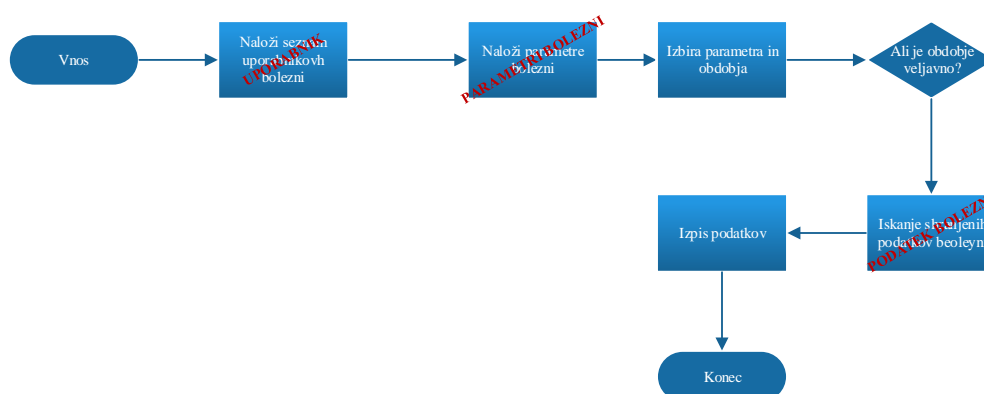 Vnos
Naloži seznam
uporabnikovh
bolezni
UPORABNIK
Naloži parametre
bolezni
PARAMETRI BOLEZNI
Izbira parametra in
obdobja
Ali je obdobje
veljavno?
Iskanje shranjenih
podatkov beoleyn
PODATEK BOLEZNI
Izpis podatkov
Konec